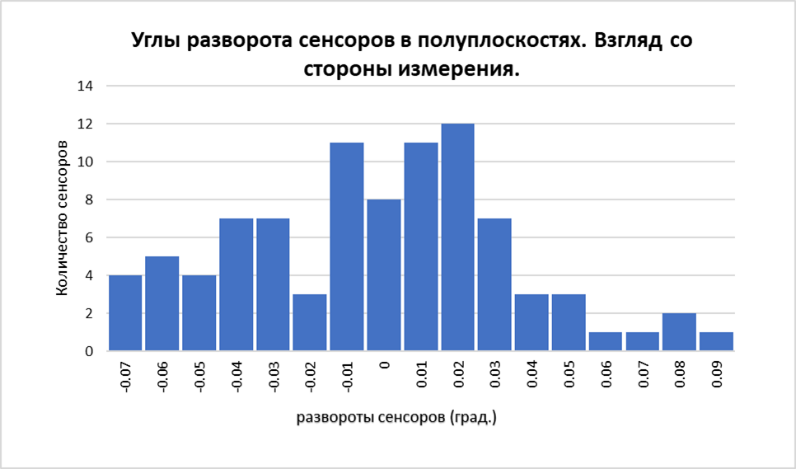 Углы разворота сенсоров в полуплоскостях. Взгляд со
стороны измерения.
14
12
10
8
6
4
2
0
Количество сенсоров
-0.07 -0.06 -0.05 -0.04 -0.03 -0.02 -0.01 0 0.01 0.02 0.03 0.04 0.05 0.06 0.07 0.08 0.09
развороты сенсоров (град.)